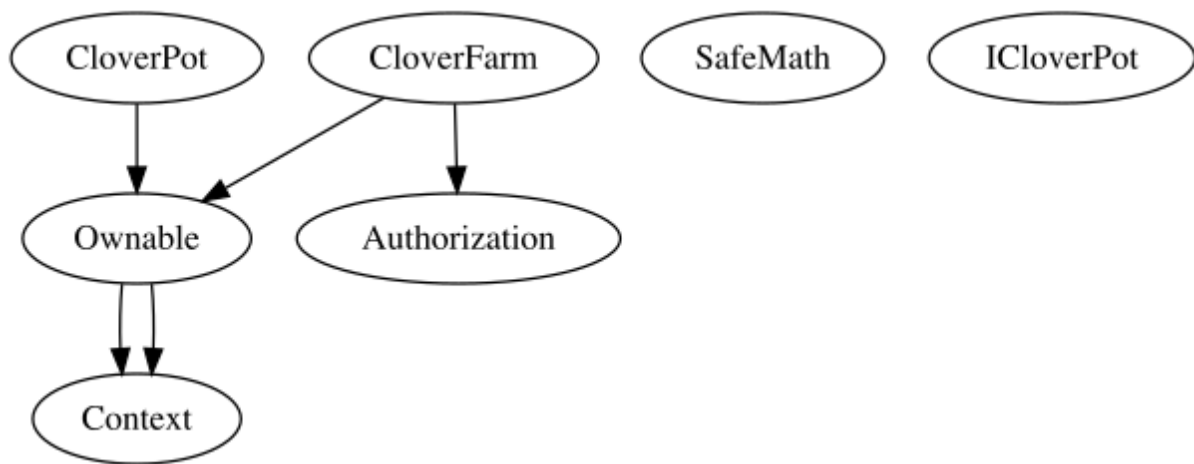 CloverPot
CloverFarm
SafeMath
ICloverPot
Ownable
Authorization
Context